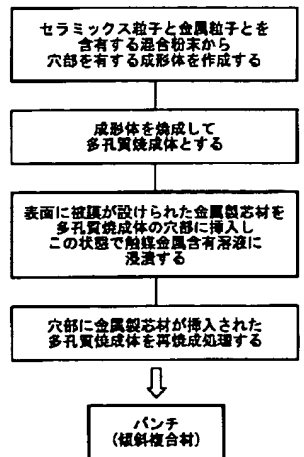 セラミックス粒子と金属粒子とを
含有する混合粉末から
穴部を有する成形体を作成する
成形体を焼成して
多孔質焼成体とする
表面に被膜が設けられた金属製芯材を
多孔質焼成体の穴部に挿入し
この状態で触媒金属含有溶液に
浸漬する
穴部に金属製芯材が挿入された
多孔質焼成体を再焼成処理する
パンチ
(傾斜複合材)